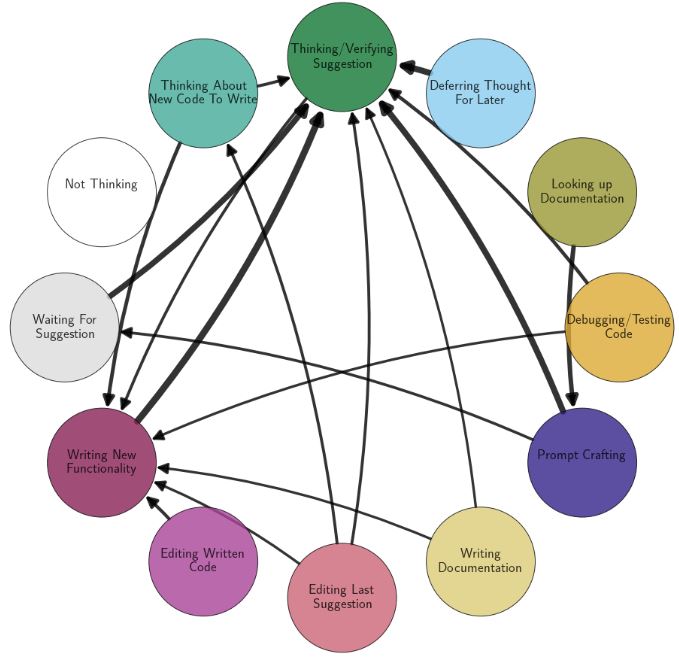 Thinking/Verifying
Suggestion
Thinking About
New Code To Write
Deferring Thought
For Later
Not Thinking
Looking up
Documentation
Waiting For
Suggestion
Debugging/Testing
Code
Writing New
Functionality
Prompt Crafting
Editing Written
Code
Writing
Documentation
Editing Last
Suggestion